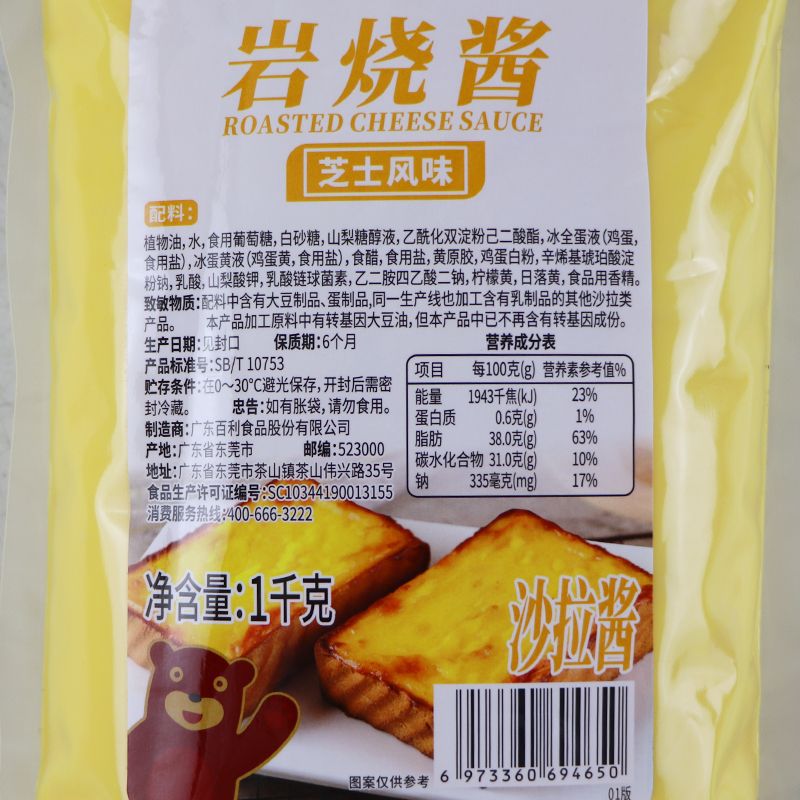 岩烧酱
ROASTED CHEESE SAUCE
芝士风味
配料:
植物油,水,食用葡萄糖,白砂糖,山梨糖醇液,乙酰化双淀粉己二酸酯,冰全蛋液(鸡蛋,
食用盐),冰蛋黄液(鸡蛋黄,食用盐),食醋,食用盐,黄原胶,鸡蛋白粉,辛烯基琥珀酸淀
粉钠,乳酸,山梨酸钾,乳酸链球菌素,乙二胺四乙酸二钠,柠檬黄,日落黄,食品用香精。
致敏物质:配料中含有大豆制品、蛋制品,同一生产线也加工含有乳制品的其他沙拉类
产品。 本产品加工原料中有转基因大豆油,但本产品中已不再含有转基因成份。
生产日期:见封口 保质期:6个月
产品标准号:SB/T 10753
贮存条件:在0~30℃避光保存,开封后需密
封冷藏。 忠告:如有胀袋,请勿食用。
制造商:广东百利食品股份有限公司
产地:广东省东莞市 邮编:523000
地址:广东省东莞市茶山镇茶山伟兴路35号
食品生产许可证编号:SC10344190013155
消费服务热线:400-666-3222
营养成分表
项目 每100克(g) 营养素参考值%
能量 1943千焦(kJ) 23%
蛋白质 0.6克(g) 1%
脂肪 38.0克(g) 63%
碳水化合物 31.0克(g) 10%
钠 335毫克(mg) 17%
净含量:1千克
沙拉酱
图案仅供参考
6 973360 694650
01版